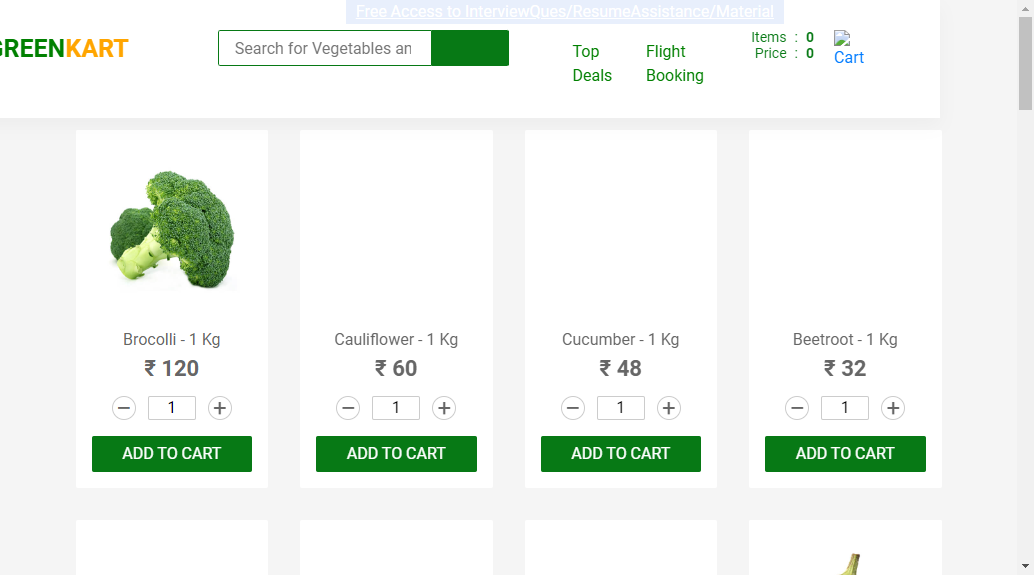 Free Access to InterviewQues/ResumeAssistance/Material
GREENKART
Search for Vegetables an
Top
Deals
Flight
Booking
Items : 0
Price : 0
Cart
Brocolli - 1 Kg
₹ 120
1
ADD TO CART
Cauliflower - 1 Kg
₹ 60
1
ADD TO CART
Cucumber - 1 Kg
₹ 48
1
ADD TO CART
Beetroot - 1 Kg
₹ 32
1
ADD TO CART